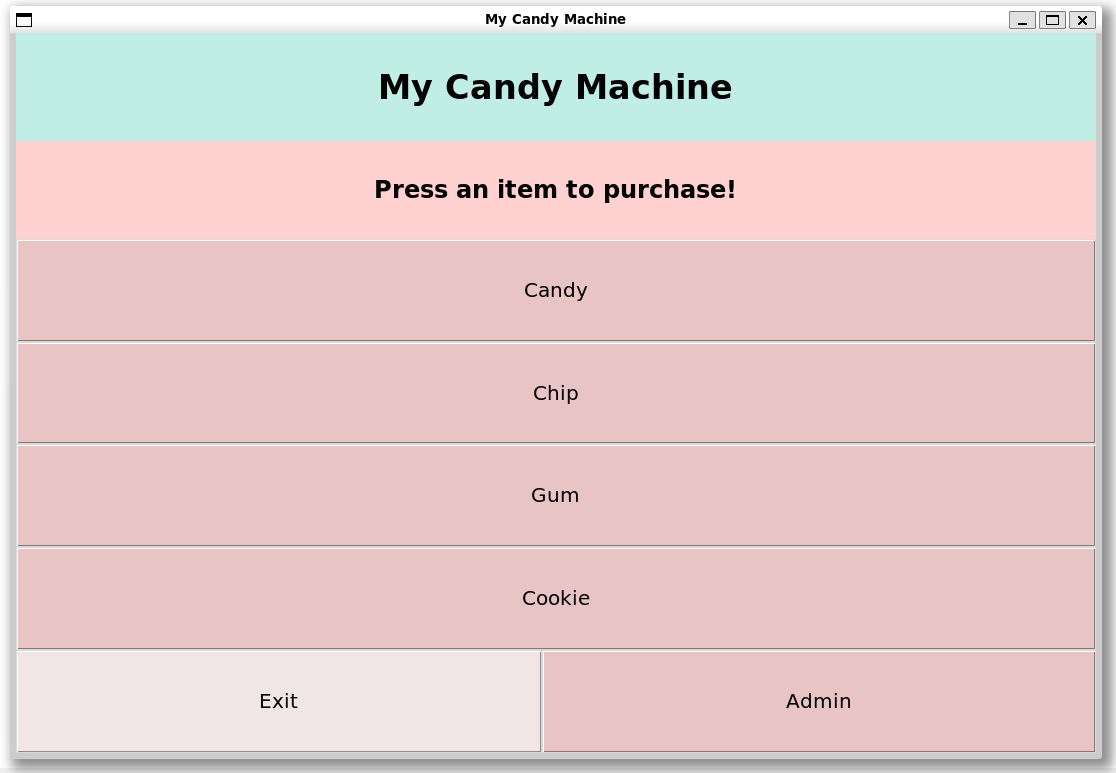 My Candy Machine
My Candy Machine
Press an item to purchase!
Candy
Chip
Gum
Cookie
Exit
Admin